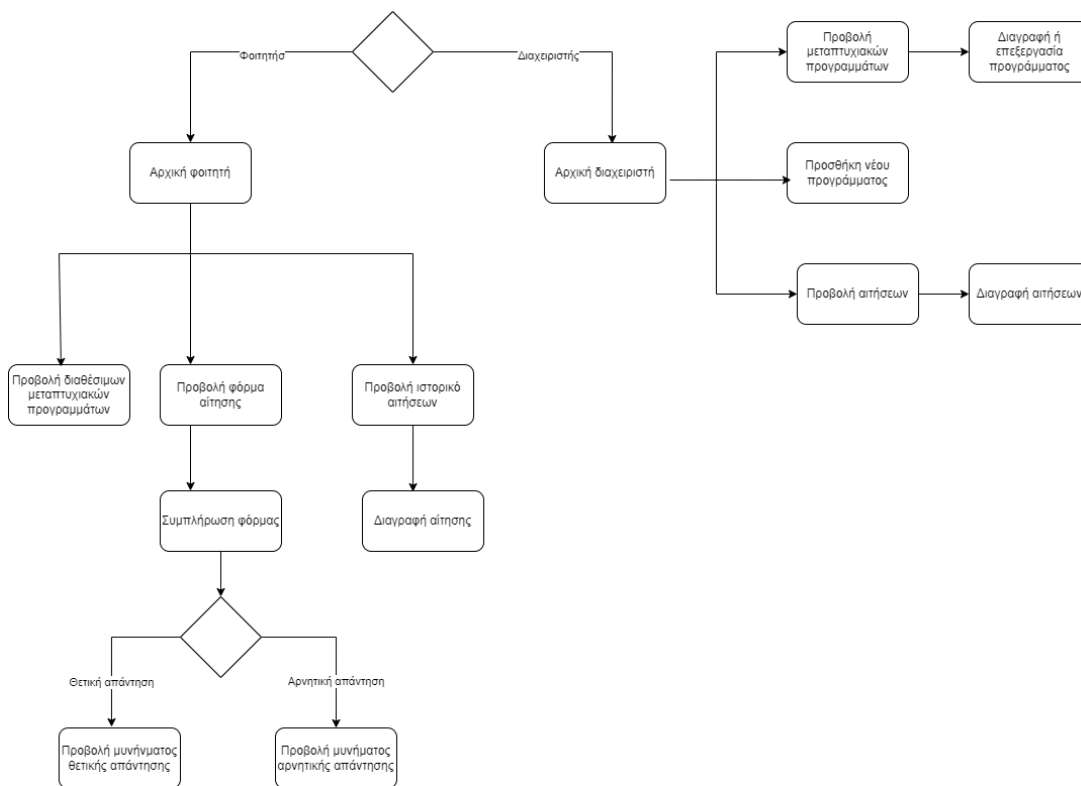 Φοιτητσ
Διαχειριστής
Προβολή
μεταπτυχιακών
προγραμμάτων
Διαγραφή ή
επεξεργασία
προγράμματος
Αρχική φοιτητή
Αρχική διαχειριστή
Προσθήκη νέου
προγράμματος
Προβολή αιτήσεων
Διαγραφή αιτήσεων
Προβολή διαθέσιμων
μεταπτυχιακών
προγραμμάτων
Προβολή φόρμα
αίτησης
Προβολή ιστορικό
αιτήσεων
Συμπλήρωση φόρμας
Διαγραφή αίτησης
Θετική απάντηση
Αρνητική απάντηση
Προβολή μυνήνματος
θετικής απάντησης
Προβολή μυνήματος
αρνητικής απάντησης